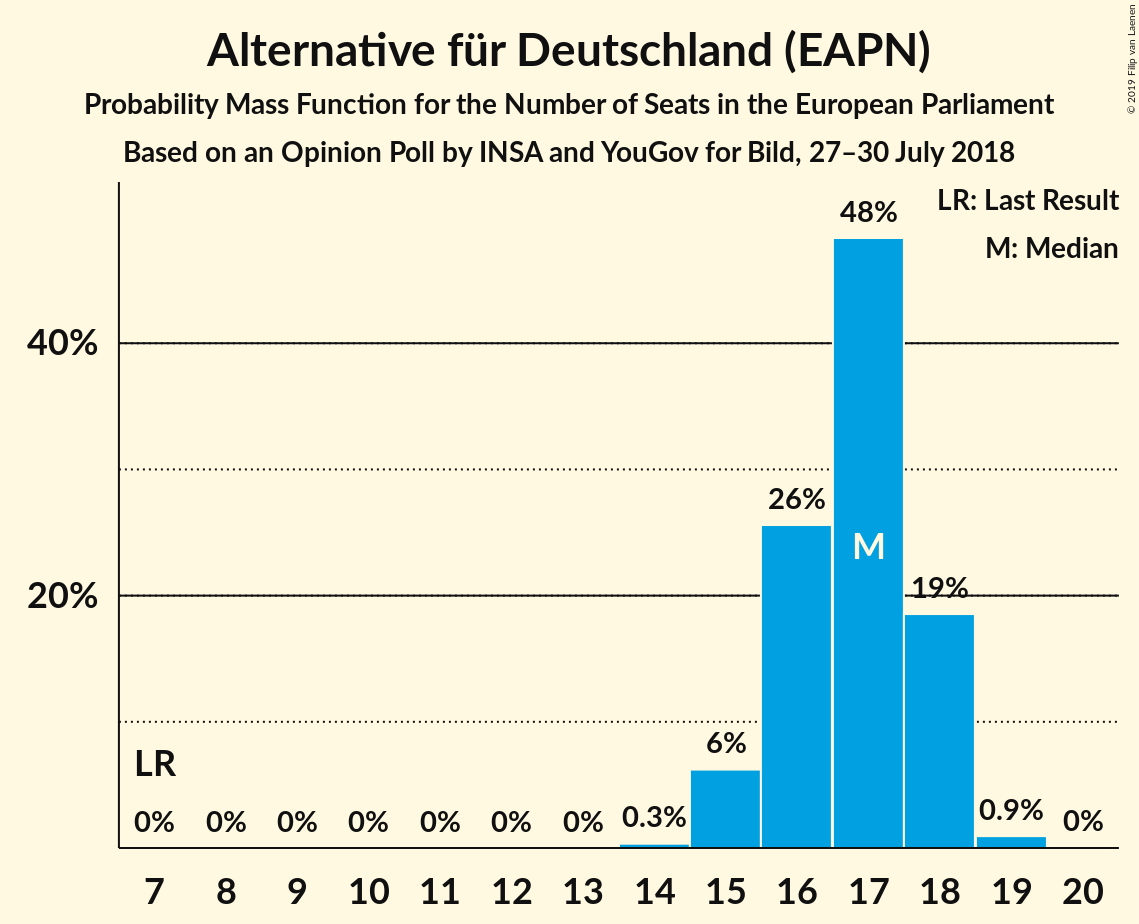 Alternative für Deutschland (EAPN)
Probability Mass Function for the Number of Seats in the European Parliament
Based on an Opinion Poll by INSA and YouGov for Bild, 27–30 July 2018
© 2019 Filip van Laenen
LR: Last Result
M: Median
48%
40%
26%
M
20%
19%
6%
LR
0% 0% 0% 0% 0% 0% 0% 0.3% 0.9% 0%
7 8 9 10 11 12 13 14 15 16 17 18 19 20